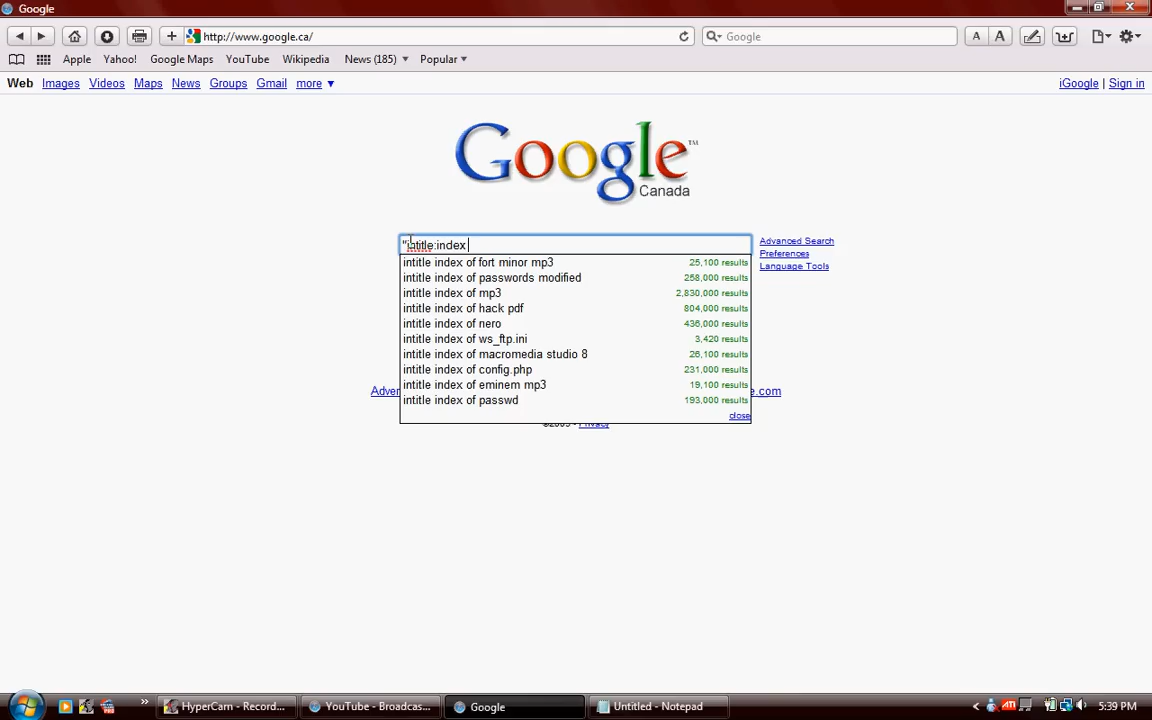 Google
http://www.google.ca/
Google
A A
Apple Yahoo! Google Maps YouTube Wikipedia News (185) Popular
Web Images Videos Maps News Groups Gmail more ▼
iGoogle | Sign in
Google™
Canada
"intitle:index
Advanced Search
Preferences
Language Tools
intitle index of fort minor mp3 25,100 results
intitle index of passwords modified 258,000 results
intitle index of mp3 2,830,000 results
intitle index of hack pdf 804,000 results
intitle index of nero 436,000 results
intitle index of ws_ftp.ini 3,420 results
intitle index of macromedia studio 8 26,100 results
intitle index of config.php 231,000 results
intitle index of eminem mp3 19,100 results
intitle index of passwd 193,000 results
close
©2009 - Privacy
HyperCam - Record... YouTube - Broadcas... Google Untitled - Notepad
5:39 PM